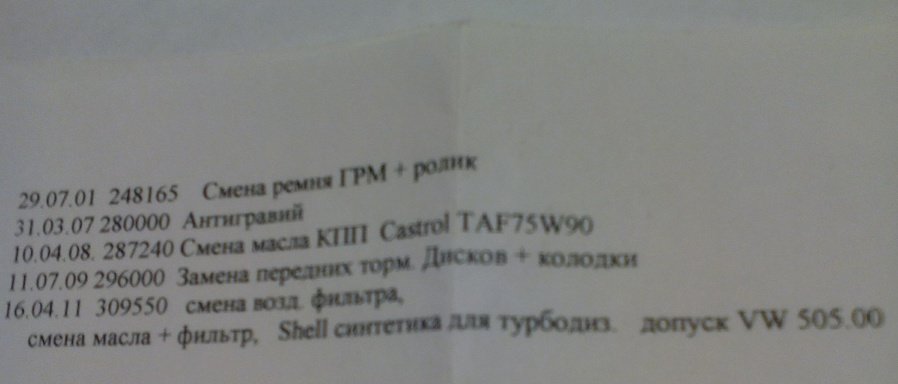 29.07.01 248165 Смена ремня ГРМ + ролик
31.03.07 280000 Антигравий
10.04.08. 287240 Смена масла КПП Castrol TAF75W90
11.07.09 296000 Замена передних торм. Дисков + колодки
16.04.11 309550 смена возд. фильтра,
смена масла + фильтр, Shell синтетика для турбодиз. допуск VW 505.00